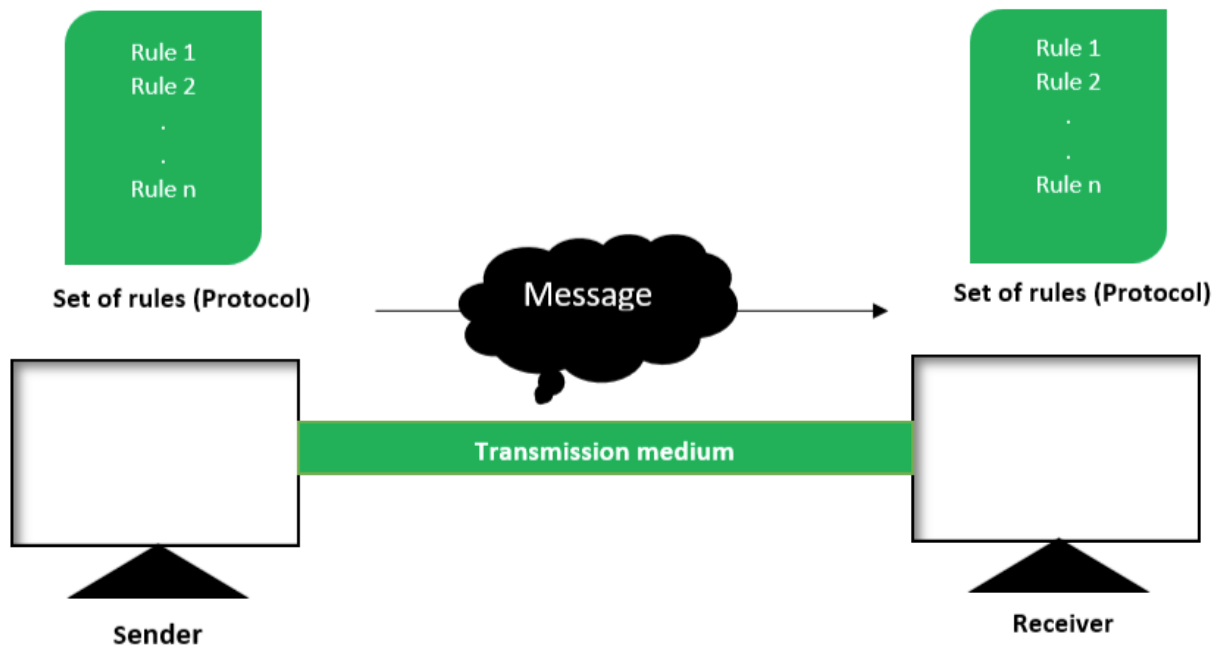 Rule 1
Rule 2
.
.
Rule n
Set of rules (Protocol)
Rule 1
Rule 2
.
.
Rule n
Set of rules (Protocol)
Message
Transmission medium
Sender
Receiver